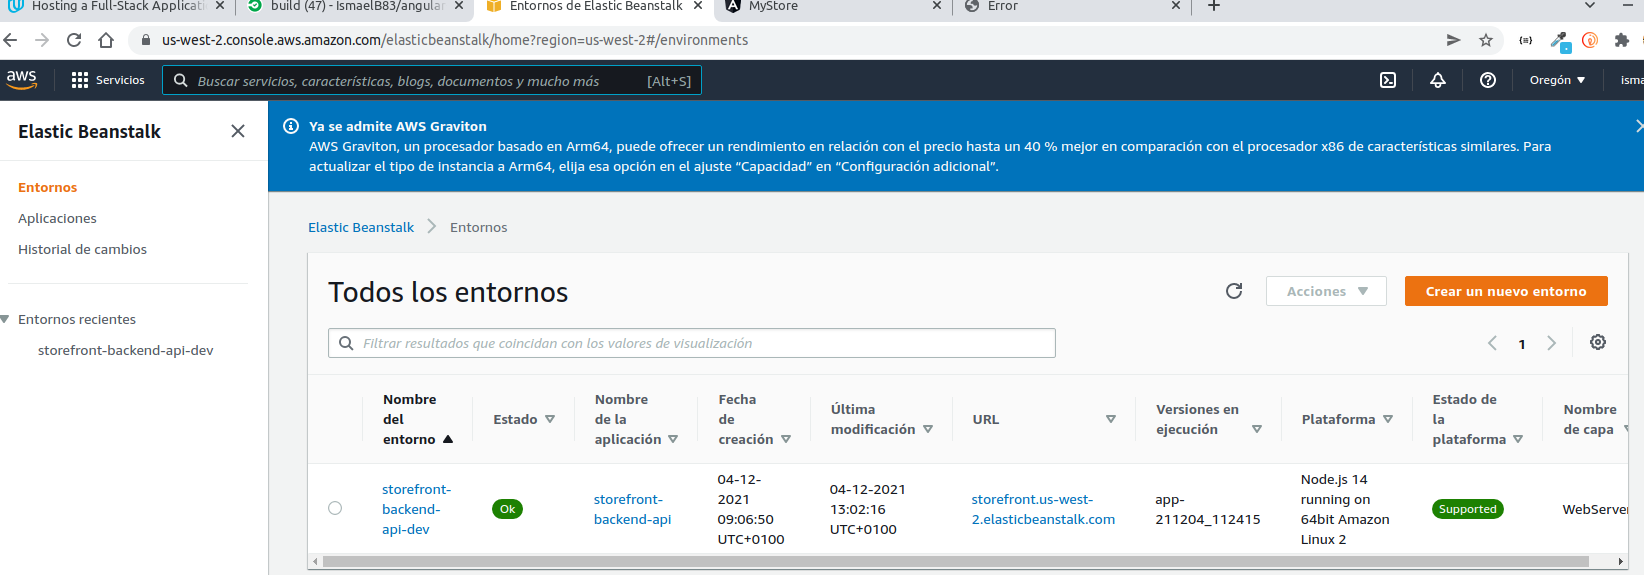 Hosting a Full-Stack Applicati
build (47) - IsmaelB83/angular
Entornos de Elastic Beanstalk
MyStore
Error
us-west-2.console.aws.amazon.com/elasticbeanstalk/home?region=us-west-2#/environments
aws
Servicios
Buscar servicios, características, blogs, documentos y mucho más
[Alt+S]
Oregón
isma
Elastic Beanstalk
Entornos
Aplicaciones
Historial de cambios
Entornos recientes
storefront-backend-api-dev
Ya se admite AWS Graviton
AWS Graviton, un procesador basado en Arm64, puede ofrecer un rendimiento en relación con el precio hasta un 40 % mejor en comparación con el procesador x86 de características similares. Para
actualizar el tipo de instancia a Arm64, elija esa opción en el ajuste “Capacidad” en “Configuración adicional”.
Elastic Beanstalk
Entornos
Todos los entornos
Acciones
Crear un nuevo entorno
Filtrar resultados que coincidan con los valores de visualización
1
Nombre
del
entorno
Estado
Nombre
de la
aplicación
Fecha
de
creación
Última
modificación
URL
Versiones en
ejecución
Plataforma
Estado de
la
plataforma
Nombre
de capa
storefront-
backend-
api-dev
Ok
storefront-
backend-api
04-12-
2021
09:06:50
UTC+0100
04-12-2021
13:02:16
UTC+0100
storefront.us-west-
2.elasticbeanstalk.com
app-
211204_112415
Node.js 14
running on
64bit Amazon
Linux 2
Supported
WebServer